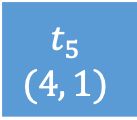 t₅
(4, 1)